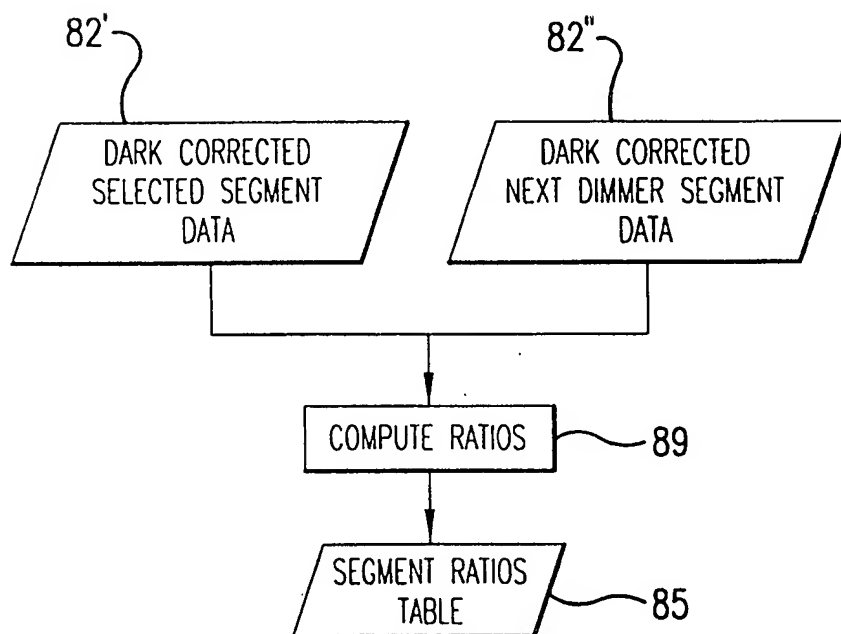 82' 82"
DARK CORRECTED
SELECTED SEGMENT
DATA
DARK CORRECTED
NEXT DIMMER SEGMENT
DATA
COMPUTE RATIOS 89
SEGMENT RATIOS
TABLE 85